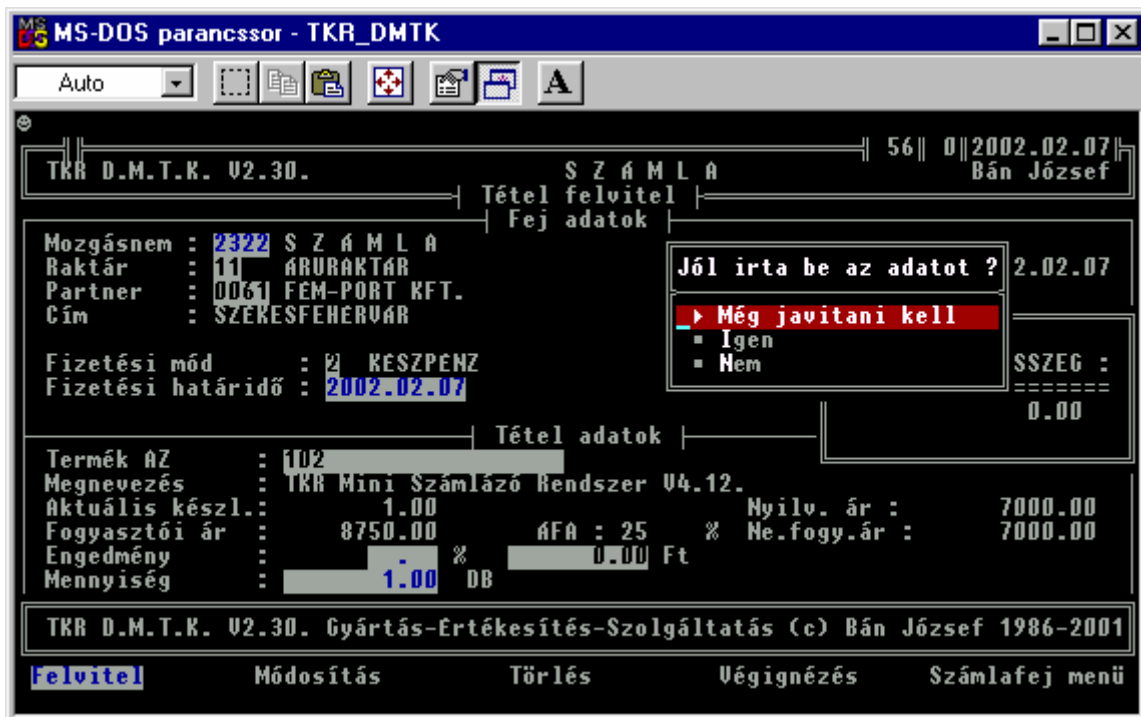 MS-DOS parancssor - TKR_DMTK
Auto
A
56 0 2002.02.07
TKR D.M.T.K. V2.30. S Z Á M L A Bán József
Tétel felvitel
Fej adatok
Mozgásnem : 2322 S Z Á M L A
Raktár : 11 ÁRURAKTÁR
Partner : 0061 FÉM-PORT KFT.
Cím : SZÉKESFEHÉRVÁR
Jól irta be az adatot ?
2.02.07
Még javitani kell
Igen
Nem
Fizetési mód : 2 KÉSZPÉNZ
Fizetési határidő : 2002.02.07
SSZEG :
=======
0.00
Tétel adatok
Termék AZ : 102
Megnevezés : TKR Mini Számlázó Rendszer V4.12.
Aktuális készl.: 1.00 Nyilv. ár : 7000.00
Fogyasztói ár : 8750.00 ÁFA : 25 % Ne.fogy.ár : 7000.00
Engedmény : . % 0.00 Ft
Mennyiség : 1.00 DB
TKR D.M.T.K. V2.30. Gyártás-Értékesítés-Szolgáltatás (c) Bán József 1986-2001
Felvitel Módosítás Törlés Végignézés Számlafej menü